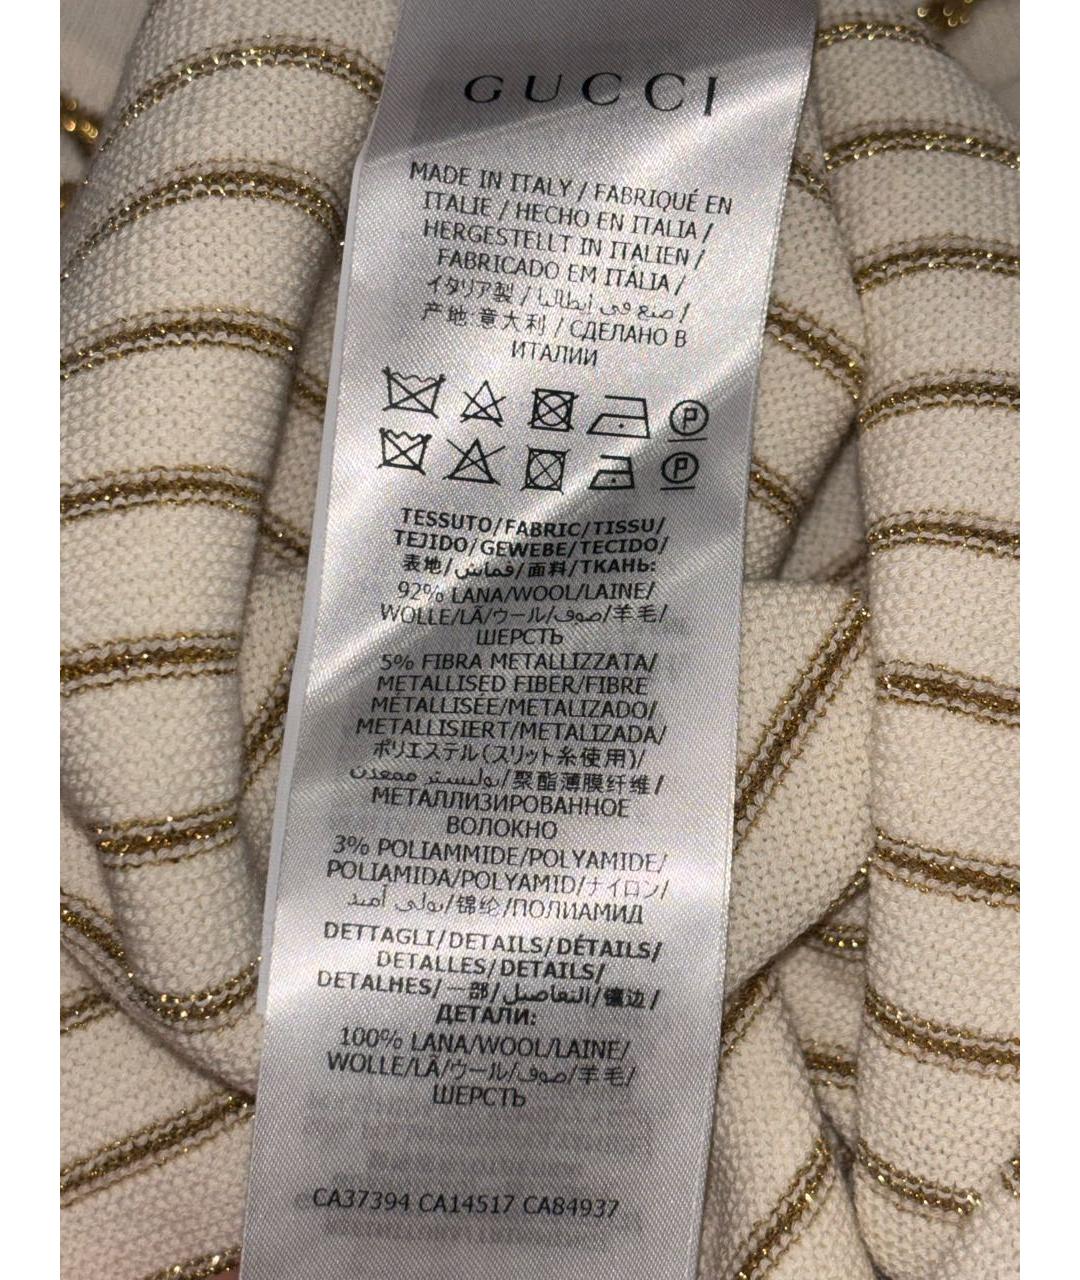 GUCCI
MADE IN ITALY / FABRIQUÉ EN
ITALIE / HECHO EN ITALIA /
HERGESTELLT IN ITALIEN /
FABRICADO EM ITÁLIA /
イタリア製 / صنع في إيطاليا /
产地:意大利 / СДЕЛАНО В
ИТАЛИИ
P
P
TESSUTO/FABRIC/TISSU/
TEJIDO/GEWEBE/TECIDO/
表地/قماش/面料/ТКАНЬ:
92% LANA/WOOL/LAINE/
WOLLE/LÃ/ウール/صوف/羊毛/
ШЕРСТЬ
5% FIBRA METALLIZZATA/
METALLISED FIBER/FIBRE
MÉTALLISÉE/METALIZADO/
METALLISIERT/METALIZADA/
ポリエステル(スリット糸使用)/
بوليستر ممعدن/聚酯薄膜纤维/
МЕТАЛЛИЗИРОВАННОЕ
ВОЛОКНО
3% POLIAMMIDE/POLYAMIDE/
POLIAMIDA/POLYAMID/ナイロン/
بولي أميد/锦纶/ПОЛИАМИД
DETTAGLI/DETAILS/DÉTAILS/
DETALLES/DETAILS/
DETALHES/一部/التفاصيل/镶边/
ДЕТАЛИ:
100% LANA/WOOL/LAINE/
WOLLE/LÃ/ウール/صوف/羊毛/
ШЕРСТЬ
CA37394 CA14517 CA84937